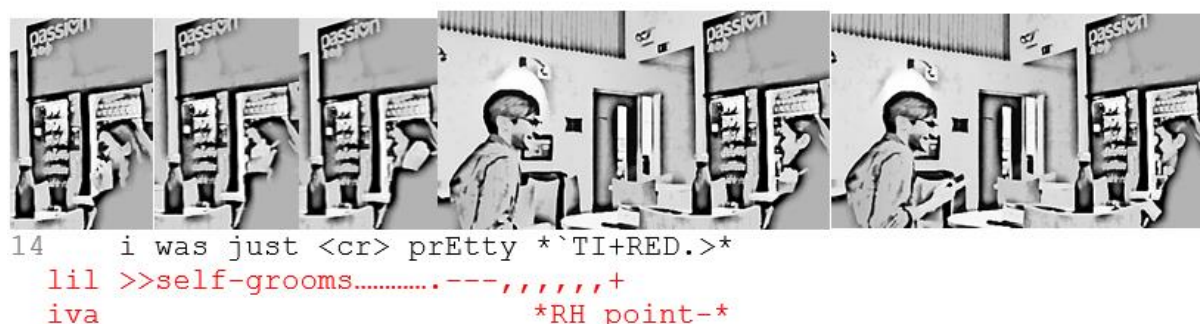 passion passion passion passion passion
14 i was just <cr> prEtty *`TI+RED.>*
lil >>self-grooms………….---,,,,,,+
iva *RH point-*